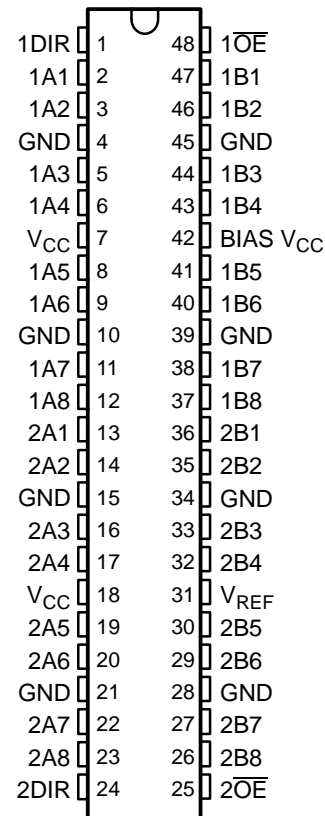 1DIR 1 48 1O̅E̅
1A1 2 47 1B1
1A2 3 46 1B2
GND 4 45 GND
1A3 5 44 1B3
1A4 6 43 1B4
VCC 7 42 BIAS VCC
1A5 8 41 1B5
1A6 9 40 1B6
GND 10 39 GND
1A7 11 38 1B7
1A8 12 37 1B8
2A1 13 36 2B1
2A2 14 35 2B2
GND 15 34 GND
2A3 16 33 2B3
2A4 17 32 2B4
VCC 18 31 VREF
2A5 19 30 2B5
2A6 20 29 2B6
GND 21 28 GND
2A7 22 27 2B7
2A8 23 26 2B8
2DIR 24 25 2O̅E̅